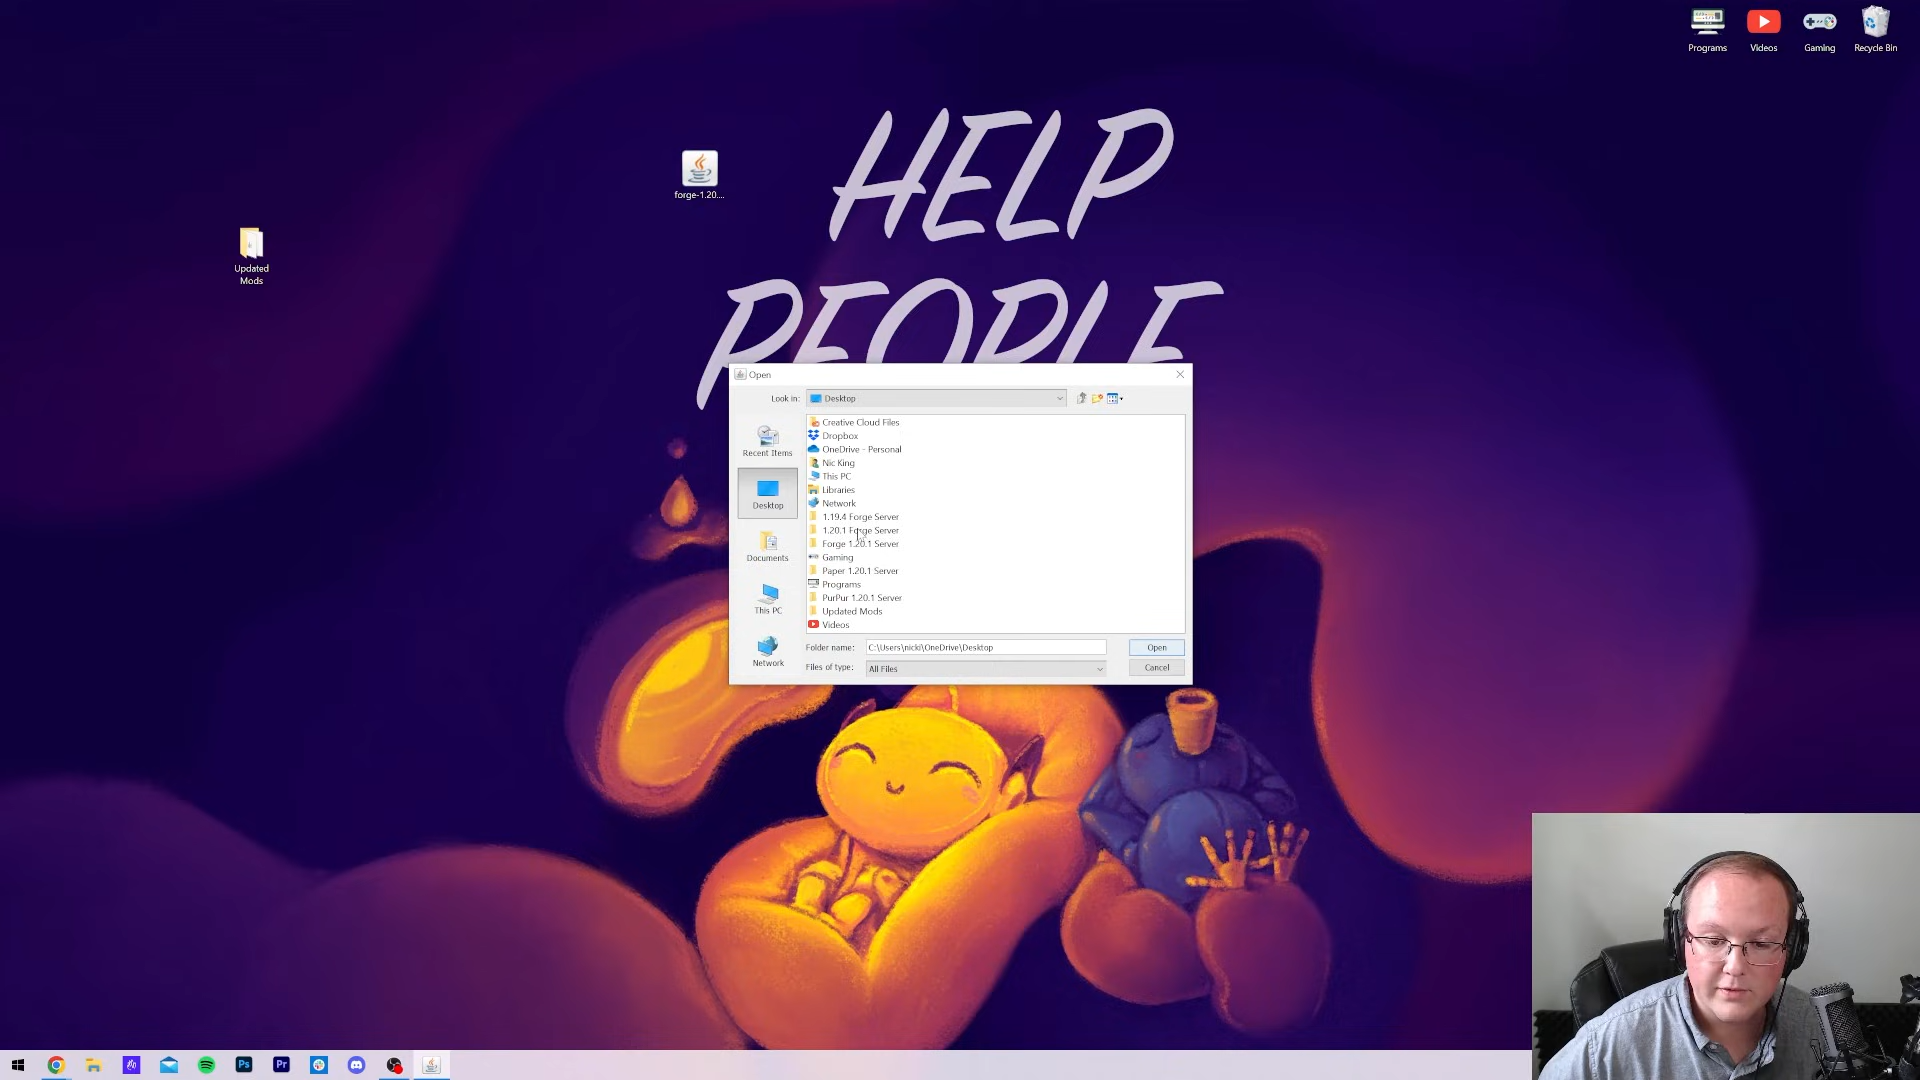 Programs
Videos
Gaming
Recycle Bin
HELP
PEOPLE
forge-1.20....
Updated
Mods
Open
Look in:
Desktop
Recent Items
Desktop
Documents
This PC
Network
Creative Cloud Files
Dropbox
OneDrive - Personal
Nic King
This PC
Libraries
Network
1.19.4 Forge Server
1.20.1 Forge Server
Forge 1.20.1 Server
Gaming
Paper 1.20.1 Server
Programs
PurPur 1.20.1 Server
Updated Mods
Videos
Folder name:
C:\Users\nicki\OneDrive\Desktop
Open
Files of type:
All Files
Cancel
Ps
Pr